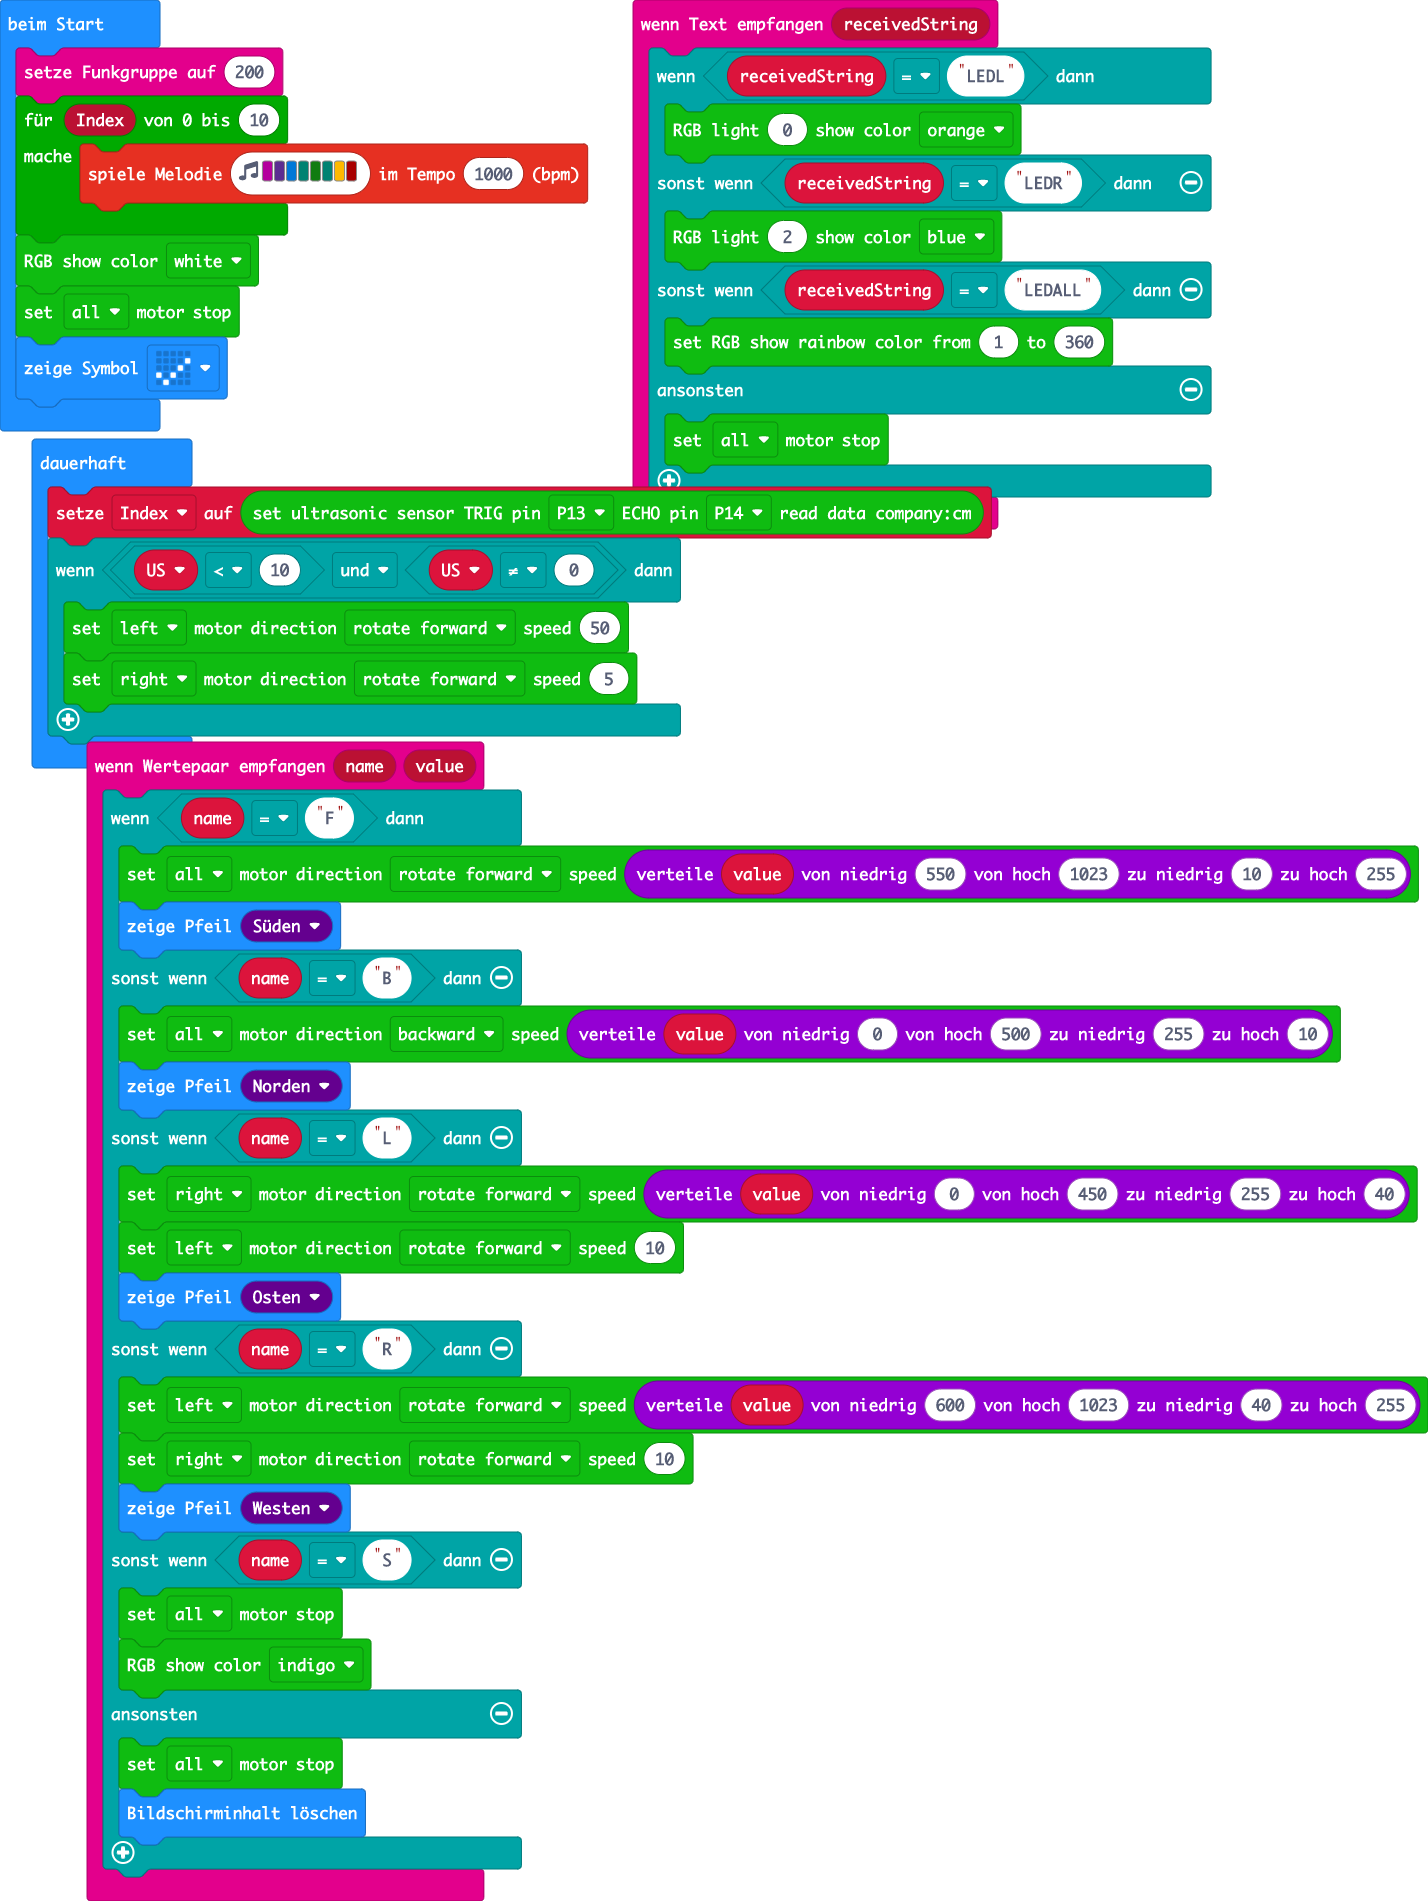 beim Start
setze Funkgruppe auf 200
für Index von 0 bis 10
mache spiele Melodie im Tempo 1000 (bpm)
RGB show color white
set all motor stop
zeige Symbol
wenn Text empfangen receivedString
wenn receivedString = "LEDL" dann
RGB light 0 show color orange
sonst wenn receivedString = "LEDR" dann
RGB light 2 show color blue
sonst wenn receivedString = "LEDALL" dann
set RGB show rainbow color from 1 to 360
ansonsten
set all motor stop
dauerhaft
setze Index auf set ultrasonic sensor TRIG pin P13 ECHO pin P14 read data company:cm
wenn US < 10 und US ≠ 0 dann
set left motor direction rotate forward speed 50
set right motor direction rotate forward speed 5
wenn Wertepaar empfangen name value
wenn name = "F" dann
set all motor direction rotate forward speed verteile value von niedrig 550 von hoch 1023 zu niedrig 10 zu hoch 255
zeige Pfeil Süden
sonst wenn name = "B" dann
set all motor direction backward speed verteile value von niedrig 0 von hoch 500 zu niedrig 255 zu hoch 10
zeige Pfeil Norden
sonst wenn name = "L" dann
set right motor direction rotate forward speed verteile value von niedrig 0 von hoch 450 zu niedrig 255 zu hoch 40
set left motor direction rotate forward speed 10
zeige Pfeil Osten
sonst wenn name = "R" dann
set left motor direction rotate forward speed verteile value von niedrig 600 von hoch 1023 zu niedrig 40 zu hoch 255
set right motor direction rotate forward speed 10
zeige Pfeil Westen
sonst wenn name = "S" dann
set all motor stop
RGB show color indigo
ansonsten
set all motor stop
Bildschirminhalt löschen